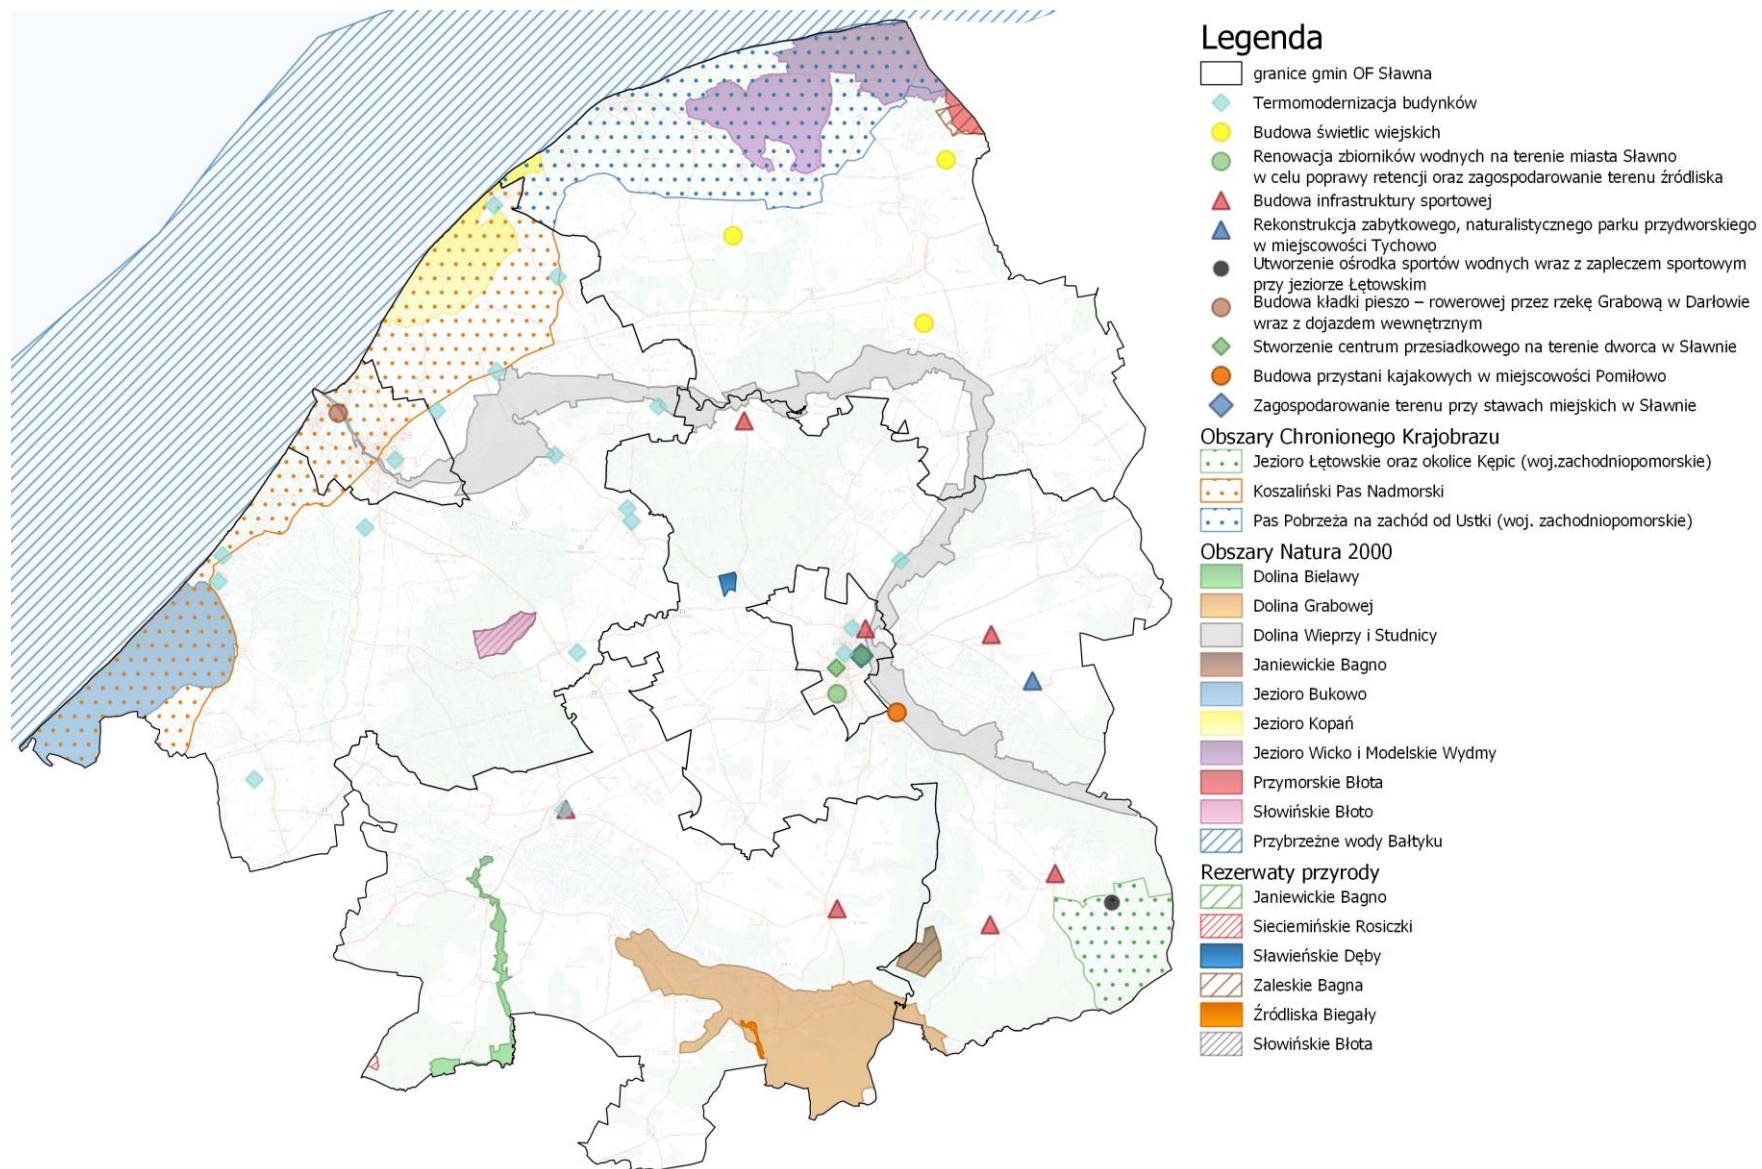 Legenda
granice gmin OF Sławna
Termomodernizacja budynków
Budowa świetlic wiejskich
Renowacja zbiorników wodnych na terenie miasta Sławno
w celu poprawy retencji oraz zagospodarowanie terenu źródliska
Budowa infrastruktury sportowej
Rekonstrukcja zabytkowego, naturalistycznego parku przydworskiego
w miejscowości Tychowo
Utworzenie ośrodka sportów wodnych wraz z zapleczem sportowym
przy jeziorze Łętowskim
Budowa kładki pieszo – rowerowej przez rzekę Grabową w Darłowie
wraz z dojazdem wewnętrznym
Stworzenie centrum przesiadkowego na terenie dworca w Sławnie
Budowa przystani kajakowych w miejscowości Pomiłowo
Zagospodarowanie terenu przy stawach miejskich w Sławnie
Obszary Chronionego Krajobrazu
Jezioro Łętowskie oraz okolice Kępic (woj.zachodniopomorskie)
Koszaliński Pas Nadmorski
Pas Pobrzeża na zachód od Ustki (woj. zachodniopomorskie)
Obszary Natura 2000
Dolina Bielawy
Dolina Grabowej
Dolina Wieprzy i Studnicy
Janiewickie Bagno
Jezioro Bukowo
Jezioro Kopań
Jezioro Wicko i Modelskie Wydmy
Przymorskie Błota
Słowińskie Błoto
Przybrzeżne wody Bałtyku
Rezerwaty przyrody
Janiewickie Bagno
Sieciemińskie Rosiczki
Sławieńskie Dęby
Zaleskie Bagna
Źródliska Biegały
Słowińskie Błota